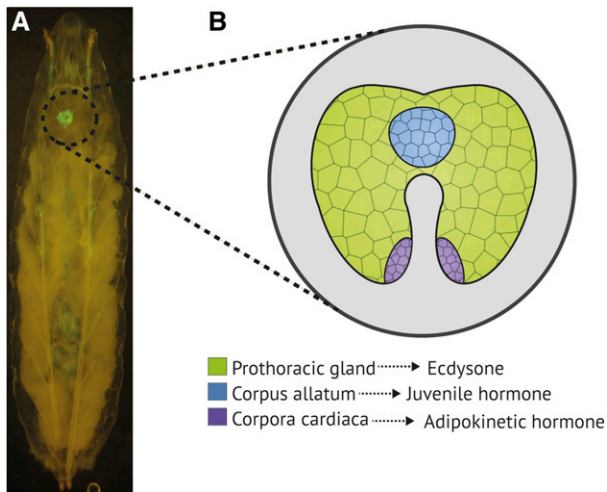 A
B
Prothoracic gland Ecdysone
Corpus allatum Juvenile hormone
Corpora cardiaca Adipokinetic hormone